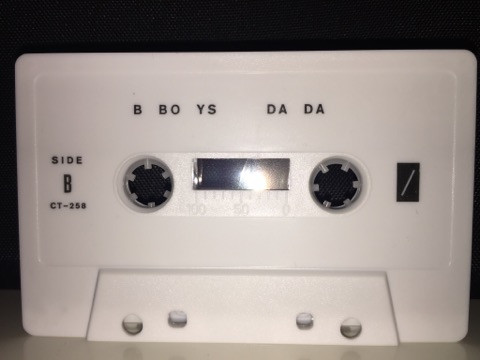 B BO YS DA DA
SIDE
B
CT-258
100 50 0